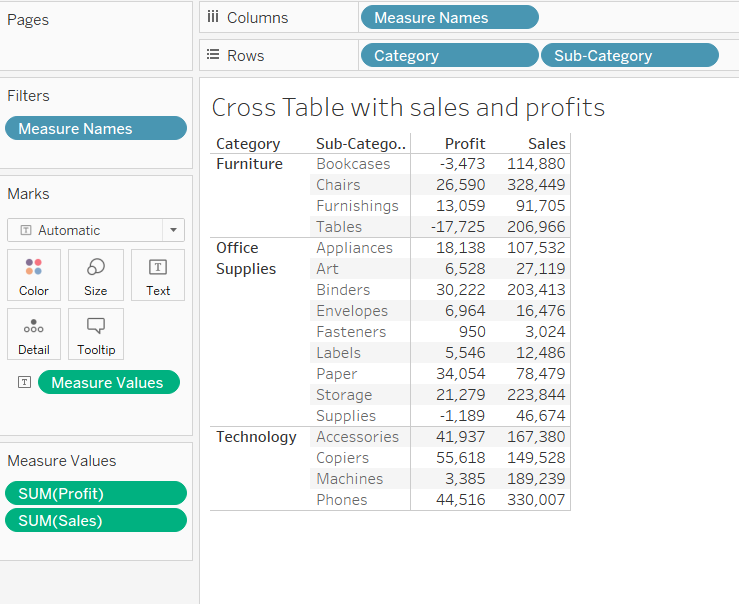 Pages
Columns Measure Names
Rows Category Sub-Category
Filters
Measure Names
Marks
T Automatic
Color Size T Text
Detail Tooltip
T Measure Values
Measure Values
SUM(Profit)
SUM(Sales)
Cross Table with sales and profits
Category Sub-Catego.. Profit Sales
Furniture Bookcases -3,473 114,880
Chairs 26,590 328,449
Furnishings 13,059 91,705
Tables -17,725 206,966
Office Appliances 18,138 107,532
Supplies Art 6,528 27,119
Binders 30,222 203,413
Envelopes 6,964 16,476
Fasteners 950 3,024
Labels 5,546 12,486
Paper 34,054 78,479
Storage 21,279 223,844
Supplies -1,189 46,674
Technology Accessories 41,937 167,380
Copiers 55,618 149,528
Machines 3,385 189,239
Phones 44,516 330,007